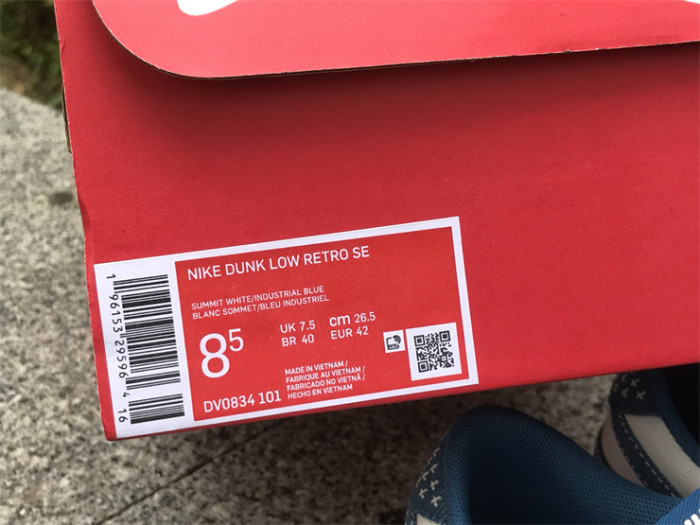 NIKE DUNK LOW RETRO SE
SUMMIT WHITE/INDUSTRIAL BLUE
BLANC SOMMET/BLEU INDUSTRIEL
8⁵
UK 7.5 cm 26.5
BR 40 EUR 42
MADE IN VIETNAM /
FABRIQUE AU VIETNAM /
FABRICADO NO VIETNÃ /
HECHO EN VIETNAM
DV0834 101
1 96153 29596 4 16